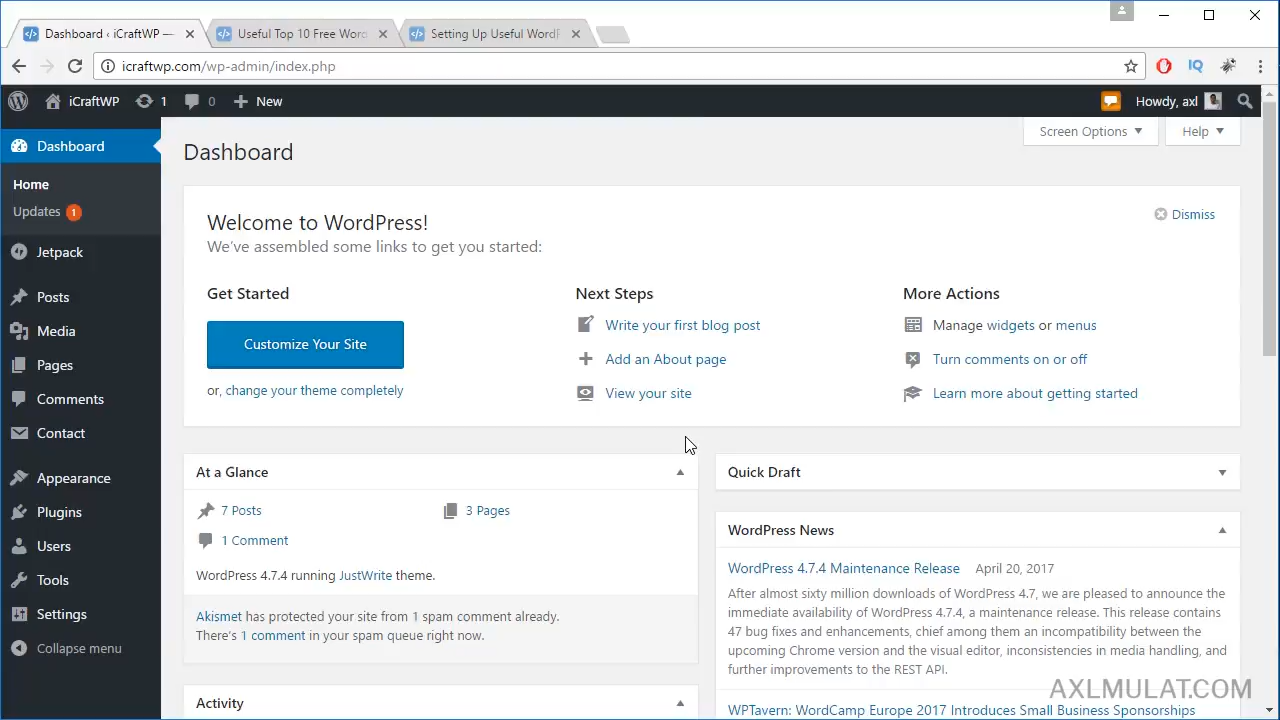 Dashboard ‹ iCraftWP —
Useful Top 10 Free Word
Setting Up Useful WordP
icraftwp.com/wp-admin/index.php
iCraftWP 1 0 New
Howdy, axl
Dashboard
Home
Updates 1
Jetpack
Posts
Media
Pages
Comments
Contact
Appearance
Plugins
Users
Tools
Settings
Collapse menu
Screen Options
Help
Dashboard
Welcome to WordPress!
Dismiss
We've assembled some links to get you started:
Get Started
Customize Your Site
or, change your theme completely
Next Steps
Write your first blog post
Add an About page
View your site
More Actions
Manage widgets or menus
Turn comments on or off
Learn more about getting started
At a Glance
7 Posts
3 Pages
1 Comment
WordPress 4.7.4 running JustWrite theme.
Akismet has protected your site from 1 spam comment already.
There's 1 comment in your spam queue right now.
Activity
Quick Draft
WordPress News
WordPress 4.7.4 Maintenance Release April 20, 2017
After almost sixty million downloads of WordPress 4.7, we are pleased to announce the
immediate availability of WordPress 4.7.4, a maintenance release. This release contains
47 bug fixes and enhancements, chief among them an incompatibility between the
upcoming Chrome version and the visual editor, inconsistencies in media handling, and
further improvements to the REST API.
WPTavern: WordCamp Europe 2017 Introduces Small Business Sponsorships
AXLMULAT.COM